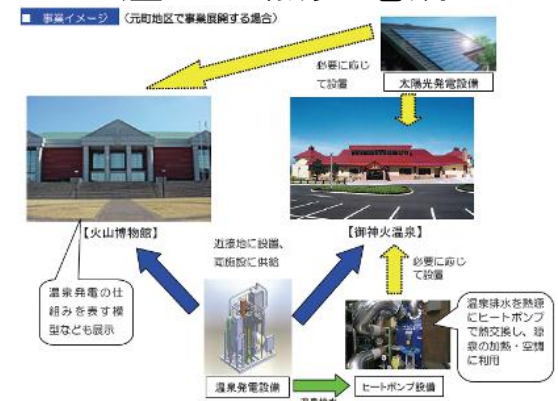 ■ 事業イメージ (元町地区で事業展開する場合)
必要に応じ
て設置
太陽光発電設備
【火山博物館】
【御神火温泉】
近接地に設置、
両施設に供給
必要に応じ
て設置
温泉発電の仕
組みを表す模
型なども展示
温泉排水を熱源
にヒートポンプ
で熱交換し、源
泉の加熱・空調
に利用
温泉発電設備
ヒートポンプ設備